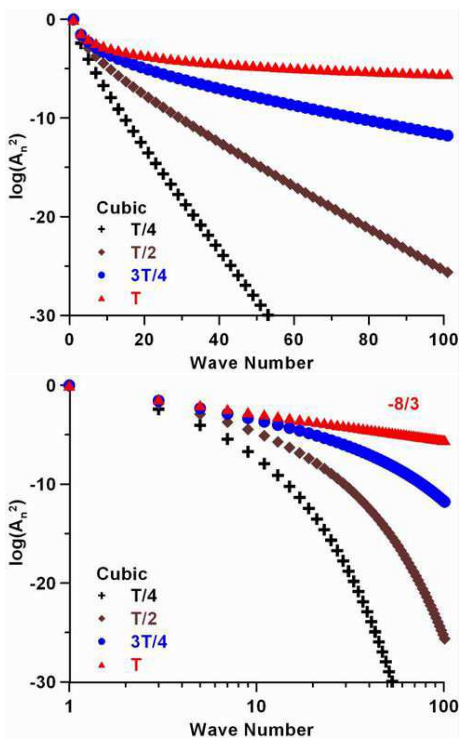 0
-10
-20
-30
log(Aₙ²)
Cubic
T/4
T/2
3T/4
T
0 20 40 60 80 100
Wave Number
0
-10
-20
-30
log(Aₙ²)
-8/3
Cubic
T/4
T/2
3T/4
T
1 10 100
Wave Number